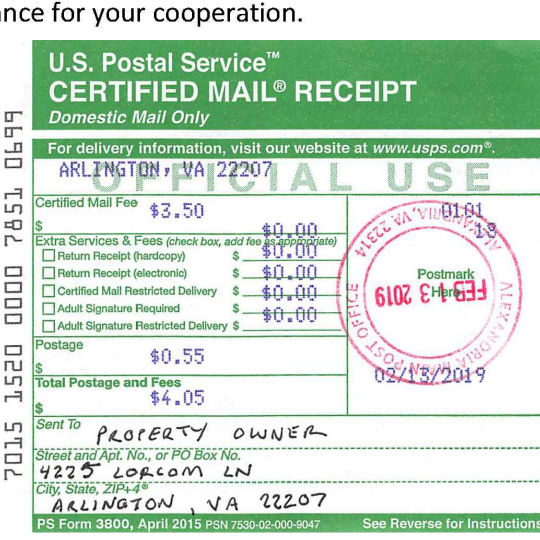 ance for your cooperation.
U.S. Postal Service™
CERTIFIED MAIL® RECEIPT
Domestic Mail Only
For delivery information, visit our website at www.usps.com®.
OFFICIAL USE
ARLINGTON, VA 22207
Certified Mail Fee $3.50
$
$0.00
Extra Services & Fees (check box, add fee as appropriate)
Return Receipt (hardcopy) $ $0.00
Return Receipt (electronic) $ $0.00
Certified Mail Restricted Delivery $ $0.00
Adult Signature Required $ $0.00
Adult Signature Restricted Delivery $
Postage
$ $0.55
Total Postage and Fees
$ $4.05
0101
13
Postmark
Here
ALEXANDRIA, VA, 22314
FEB 13 2019
ALEXANDRIA MAIN POST OFFICE
02/13/2019
Sent To
PROPERTY OWNER
Street and Apt. No., or PO Box No.
4225 LORCOM LN
City, State, ZIP+4®
ARLINGTON, VA 22207
PS Form 3800, April 2015 PSN 7530-02-000-9047 See Reverse for Instructions
7015 1520 0000 7851 0699